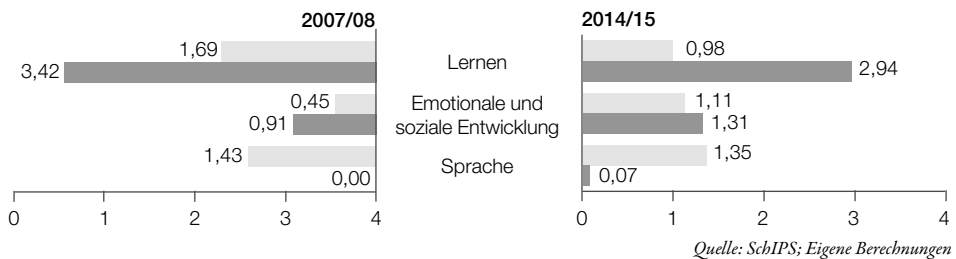 2007/08 2014/15
1,69 0,98
3,42 Lernen 2,94
0,45 Emotionale und 1,11
0,91 soziale Entwicklung 1,31
1,43 1,35
Sprache
0,00 0,07
0 1 2 3 4 0 1 2 3 4
Quelle: SchIPS; Eigene Berechnungen